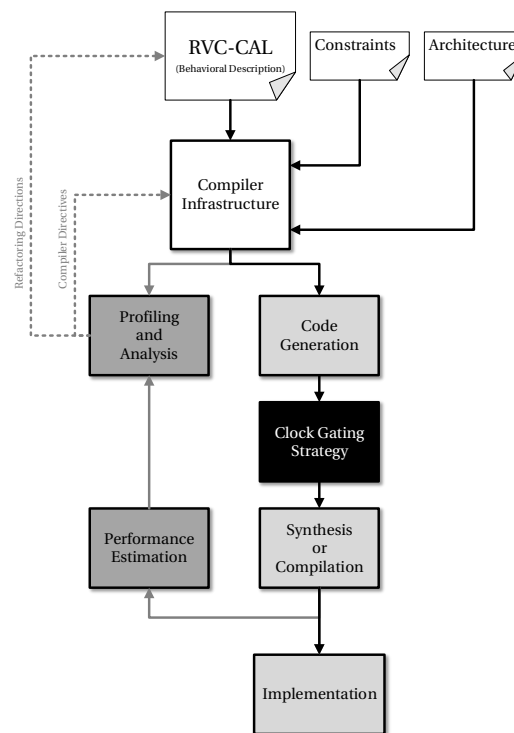 RVC-CAL
(Behavioral Description)
Constraints
Architecture
Refactoring Directions
Compiler Directives
Compiler
Infrastructure
Profiling
and
Analysis
Code
Generation
Clock Gating
Strategy
Performance
Estimation
Synthesis
or
Compilation
Implementation